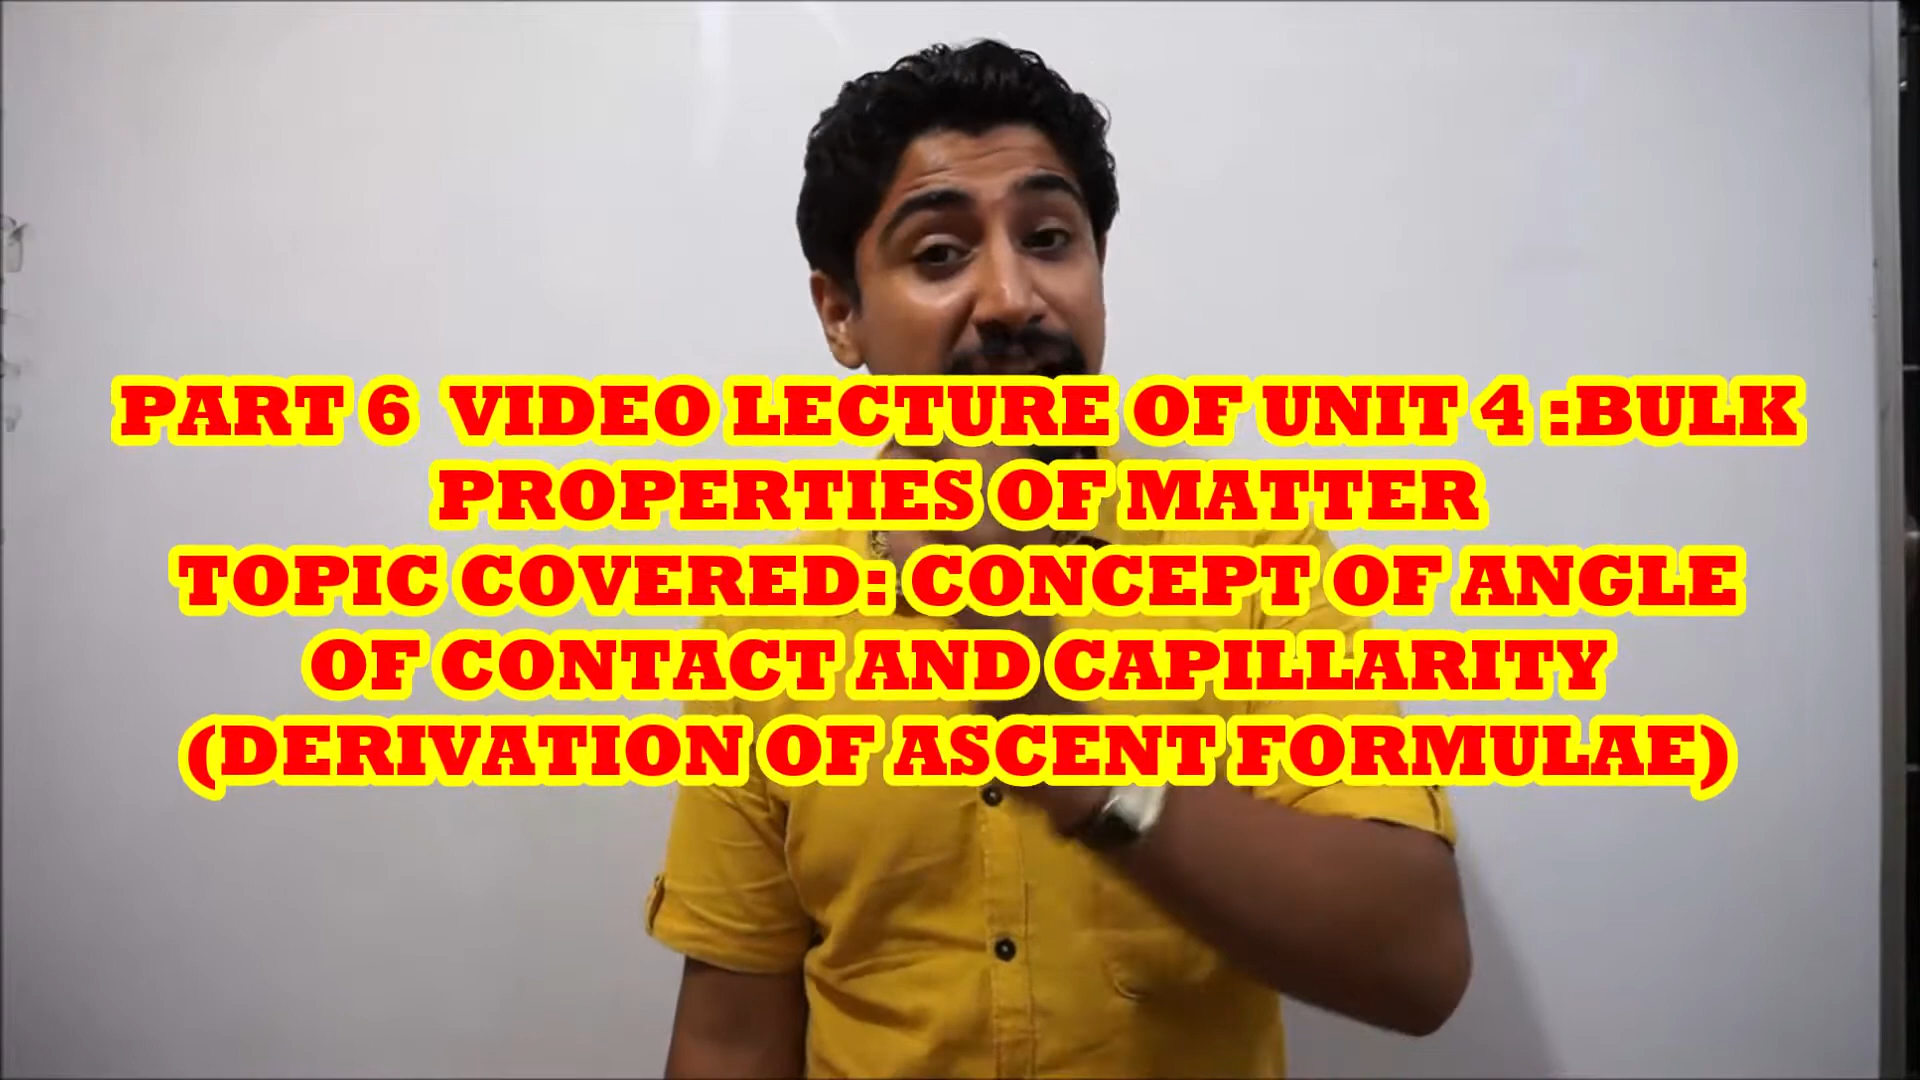 PART 6 VIDEO LECTURE OF UNIT 4 :BULK
PROPERTIES OF MATTER
TOPIC COVERED: CONCEPT OF ANGLE
OF CONTACT AND CAPILLARITY
(DERIVATION OF ASCENT FORMULAE)